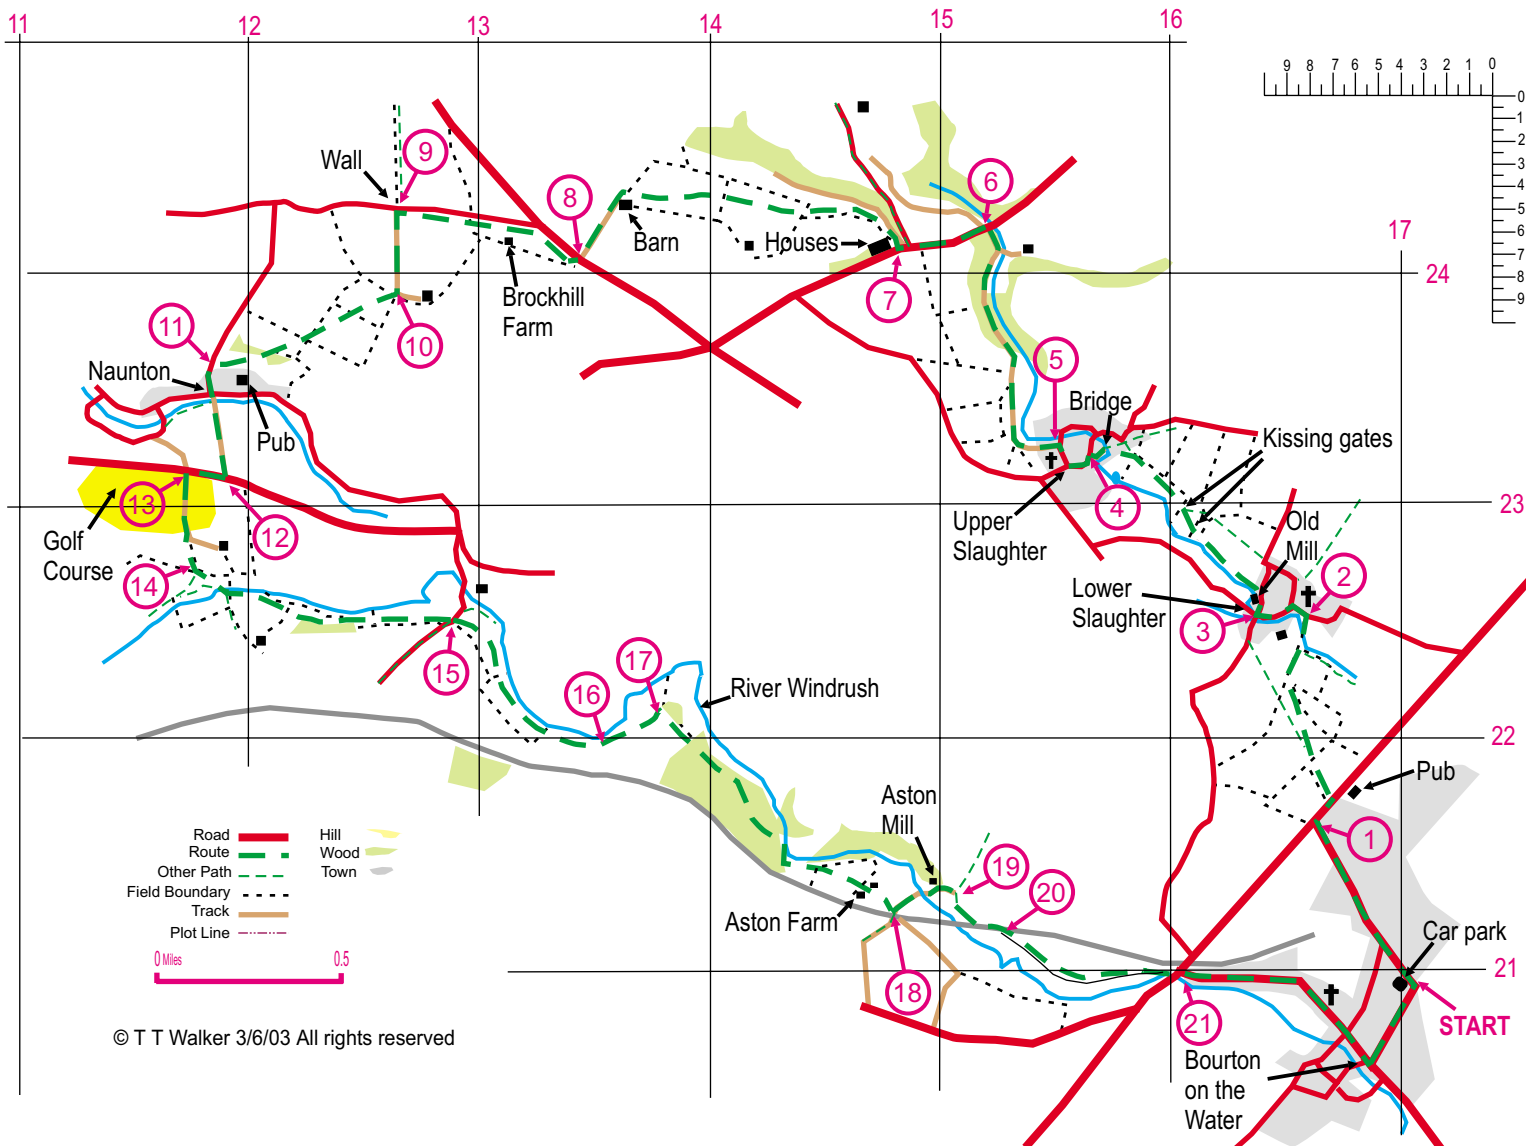 11
12
13
14
15
16
9 8 7 6 5 4 3 2 1 0
0
1
2
3
4
5
6
7
8
9
17
24
23
22
21
Wall
9
8
6
Barn
Houses
7
Brockhill
Farm
10
11
Naunton
Pub
5
Bridge
Kissing gates
4
Upper
Slaughter
Old
Mill
13
12
Golf
Course
14
Lower
Slaughter
2
3
15
16
17
River Windrush
Pub
1
Aston
Mill
19
20
Aston Farm
18
21
Car park
START
Bourton
on the
Water
Road
Route
Other Path
Field Boundary
Track
Plot Line
Hill
Wood
Town
0 Miles 0.5
© T T Walker 3/6/03 All rights reserved